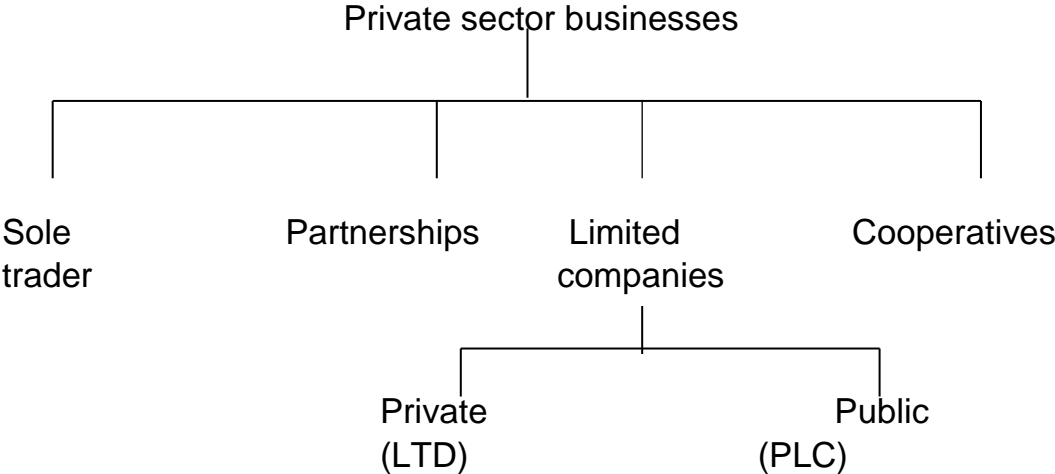 Private sector businesses
Sole
trader
Partnerships
Limited
companies
Cooperatives
Private
(LTD)
Public
(PLC)